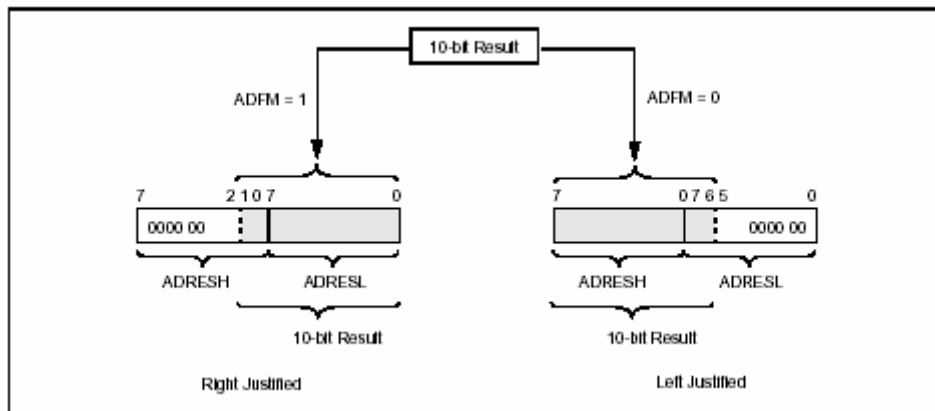 10-bit Result
ADFM = 1
ADFM = 0
7 2 1 0 7 0
7 0 7 6 5 0
0000 00
0000 00
ADRESH ADRESL
ADRESH ADRESL
10-bit Result
10-bit Result
Right Justified
Left Justified